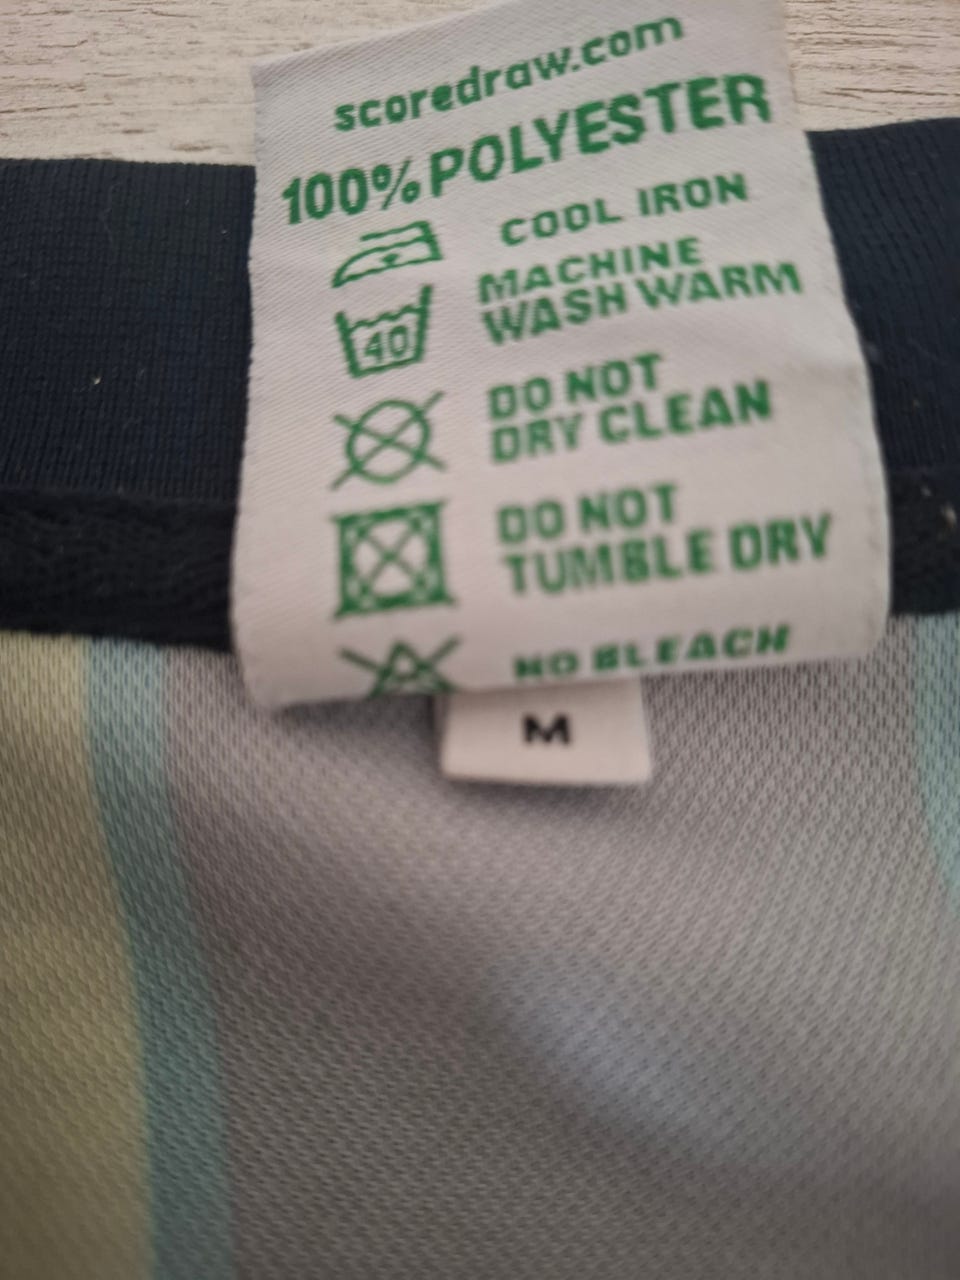 scoredraw.com
100% POLYESTER
COOL IRON
MACHINE
WASH WARM
40
DO NOT
DRY CLEAN
DO NOT
TUMBLE DRY
NO BLEACH
M